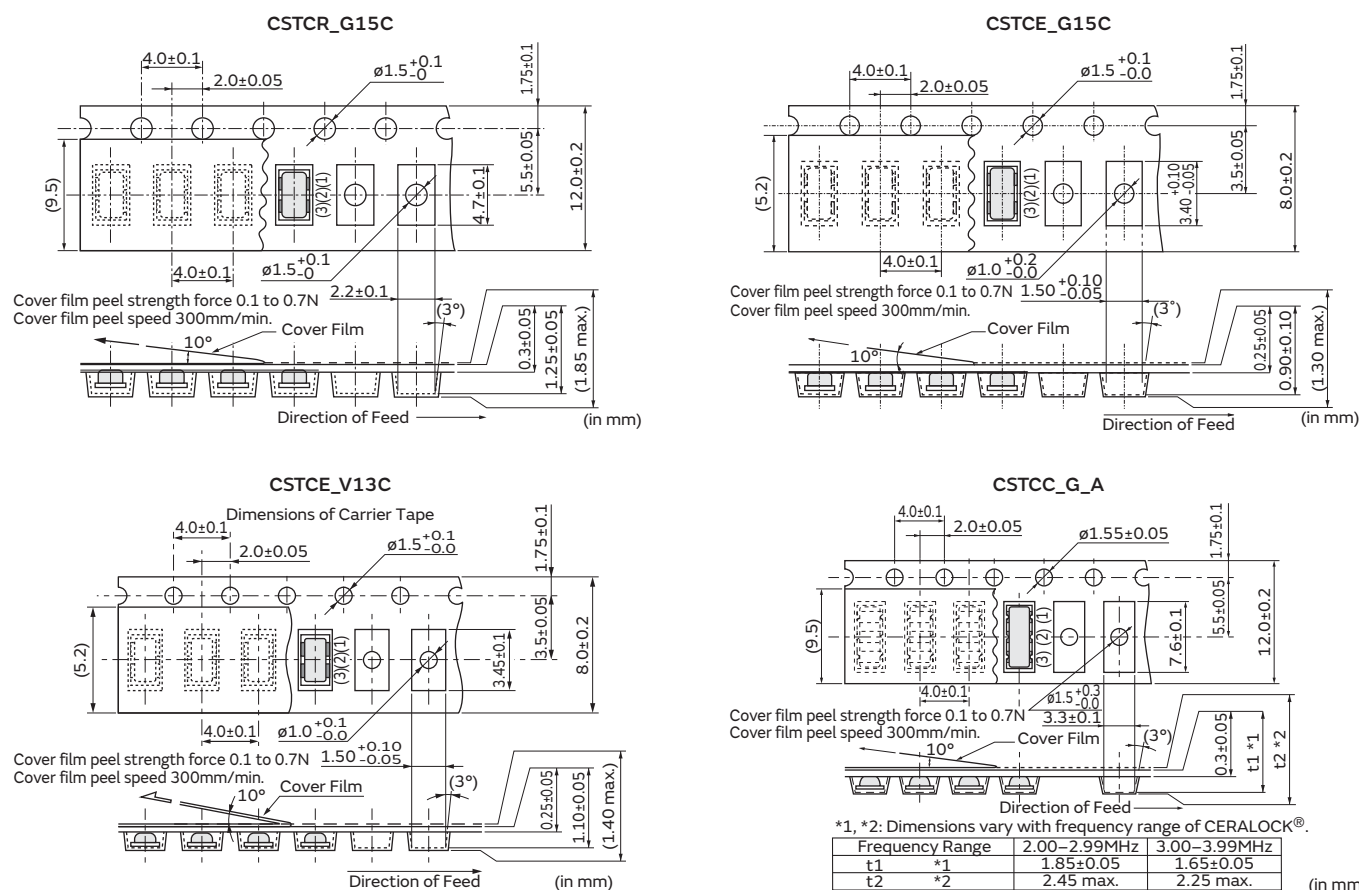 CSTCR_G15C
4.0±0.1
2.0±0.05
ø1.5 +0.1 -0
1.75±0.1
5.5±0.05
12.0±0.2
(9.5)
(3)(2)(1)
4.7±0.1
ø1.5 +0.1 -0
4.0±0.1
2.2±0.1
Cover film peel strength force 0.1 to 0.7N
Cover film peel speed 300mm/min.
Cover Film
10°
(3°)
0.3±0.05
1.25±0.05
(1.85 max.)
Direction of Feed
(in mm)
CSTCE_G15C
4.0±0.1
2.0±0.05
ø1.5 +0.1 -0.0
1.75±0.1
3.5±0.05
8.0±0.2
(5.2)
(3)(2)(1)
3.40 +0.10 -0.05
ø1.0 +0.2 -0.0
4.0±0.1
Cover film peel strength force 0.1 to 0.7N
1.50 +0.10 -0.05
Cover film peel speed 300mm/min.
Cover Film
10°
(3°)
0.25±0.05
0.90±0.10
(1.30 max.)
Direction of Feed
(in mm)
CSTCE_V13C
Dimensions of Carrier Tape
4.0±0.1
2.0±0.05
ø1.5 +0.1 -0.0
1.75±0.1
3.5±0.05
8.0±0.2
(5.2)
(3)(2)(1)
3.45±0.1
4.0±0.1
ø1.0 +0.1 -0.0
Cover film peel strength force 0.1 to 0.7N
1.50 +0.10 -0.05
Cover film peel speed 300mm/min.
Cover Film
10°
(3°)
0.25±0.05
1.10±0.05
(1.40 max.)
Direction of Feed
(in mm)
CSTCC_G_A
4.0±0.1
2.0±0.05
ø1.55±0.05
1.75±0.1
5.5±0.05
12.0±0.2
(9.5)
(3) (2) (1)
7.6±0.1
4.0±0.1
ø1.5 +0.3 -0.0
Cover film peel strength force 0.1 to 0.7N
3.3±0.1
Cover film peel speed 300mm/min.
Cover Film
10°
(3°)
0.3±0.05
t1 *1
t2 *2
Direction of Feed
*1, *2: Dimensions vary with frequency range of CERALOCK®.
Frequency Range 2.00–2.99MHz 3.00–3.99MHz
t1 *1 1.85±0.05 1.65±0.05
t2 *2 2.45 max. 2.25 max.
(in mm